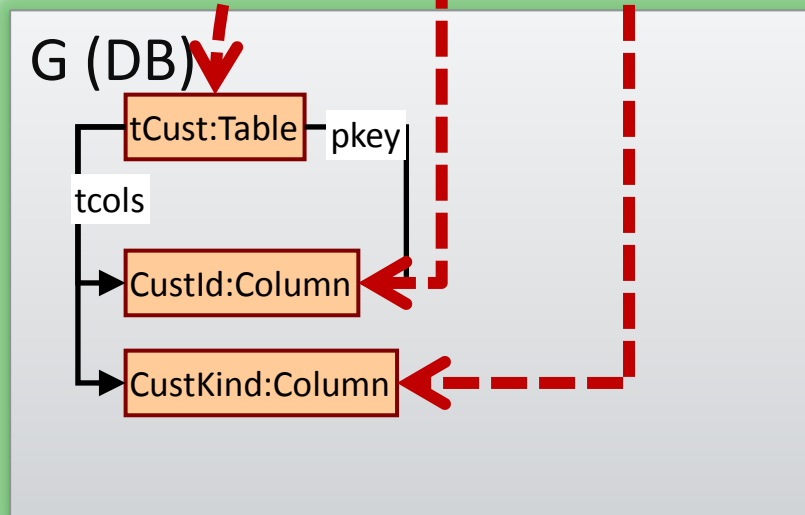 G (DB)
tCust:Table
pkey
tcols
CustId:Column
CustKind:Column